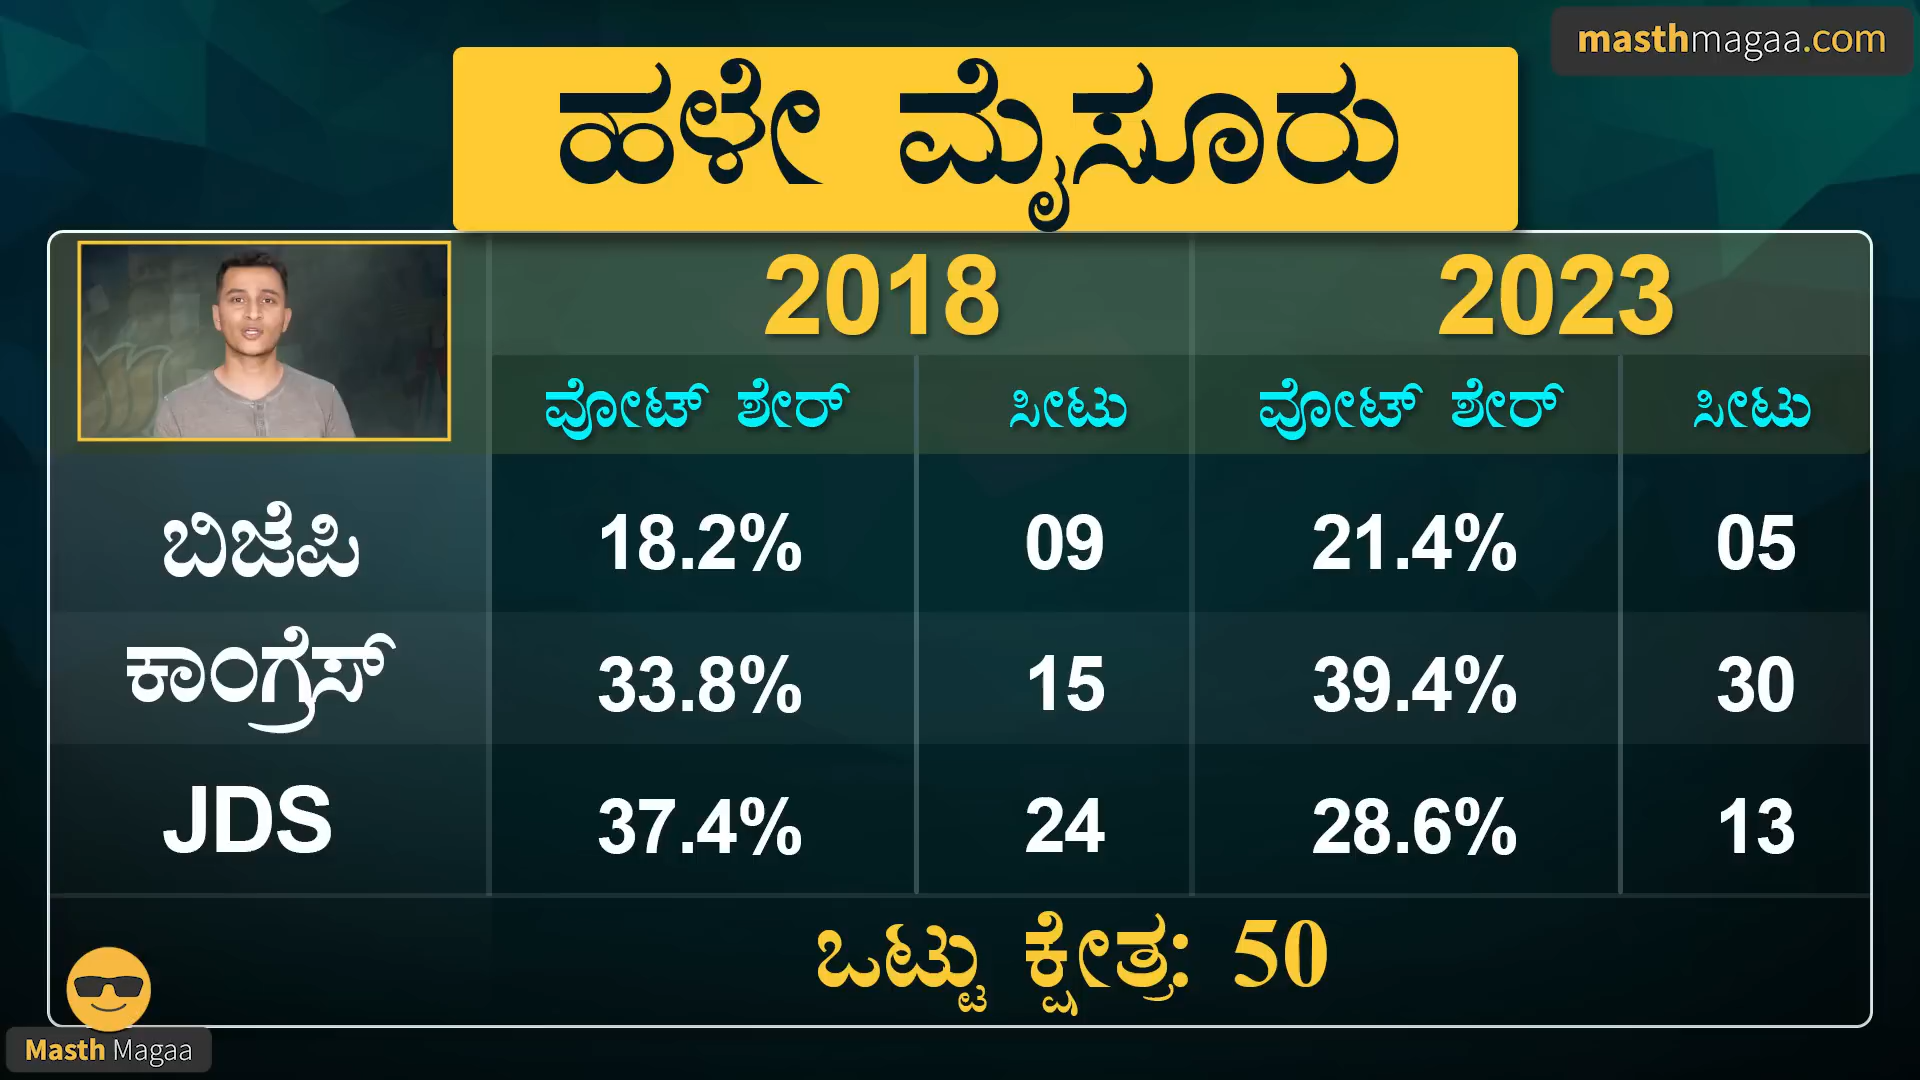 masthmagaa.com
ಹಳೇ ಮೈಸೂರು
2018 2023
ವೋಟ್ ಶೇರ್ ಸೀಟು ವೋಟ್ ಶೇರ್ ಸೀಟು
ಬಿಜೆಪಿ 18.2% 09 21.4% 05
ಕಾಂಗ್ರೆಸ್ 33.8% 15 39.4% 30
JDS 37.4% 24 28.6% 13
ಒಟ್ಟು ಕ್ಷೇತ್ರ: 50
Masth Magaa